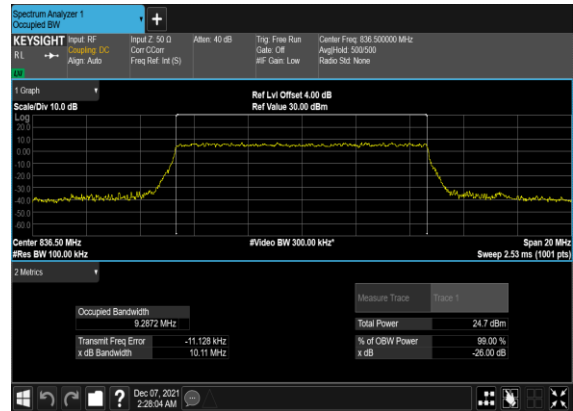 Spectrum Analyzer 1
Occupied BW
+
KEYSIGHT Input: RF Input Z: 50 Ω Atten: 40 dB Trig: Free Run Center Freq: 836.500000 MHz
RL Coupling: DC Corr CCorr Gate: Off Avg|Hold: 500/500
Align: Auto Freq Ref: Int (S) #IF Gain: Low Radio Std: None
LW
1 Graph
Scale/Div 10.0 dB Ref Lvl Offset 4.00 dB
Ref Value 30.00 dBm
Log
20.0
10.0
0.00
-10.0
-20.0
-30.0
-40.0
-50.0
-60.0
Center 836.50 MHz #Video BW 300.00 kHz* Span 20 MHz
#Res BW 100.00 kHz Sweep 2.53 ms (1001 pts)
2 Metrics
Measure Trace Trace 1
Occupied Bandwidth
9.2872 MHz Total Power 24.7 dBm
Transmit Freq Error -11.128 kHz % of OBW Power 99.00 %
x dB Bandwidth 10.11 MHz x dB -26.00 dB
? Dec 07, 2021
2:28:04 AM